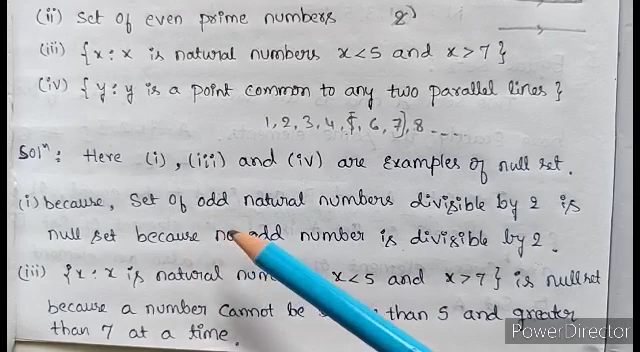 (ii) Set of even prime numbers 2)
(iii) {x : x is natural numbers x<5 and x>7}
(iv) {y : y is a point common to any two parallel lines}
1, 2, 3, 4, [5, 6, 7], 8 ....
Solⁿ : Here (i), (iii) and (iv) are examples of null set.
(i) because, Set of odd natural numbers divisible by 2 is
null set because no odd number is divisible by 2.
(iii) {x : x is natural x<5 and x>7} is null set
because a number cannot be than 5 and greater
than 7 at a time.
PowerDirector